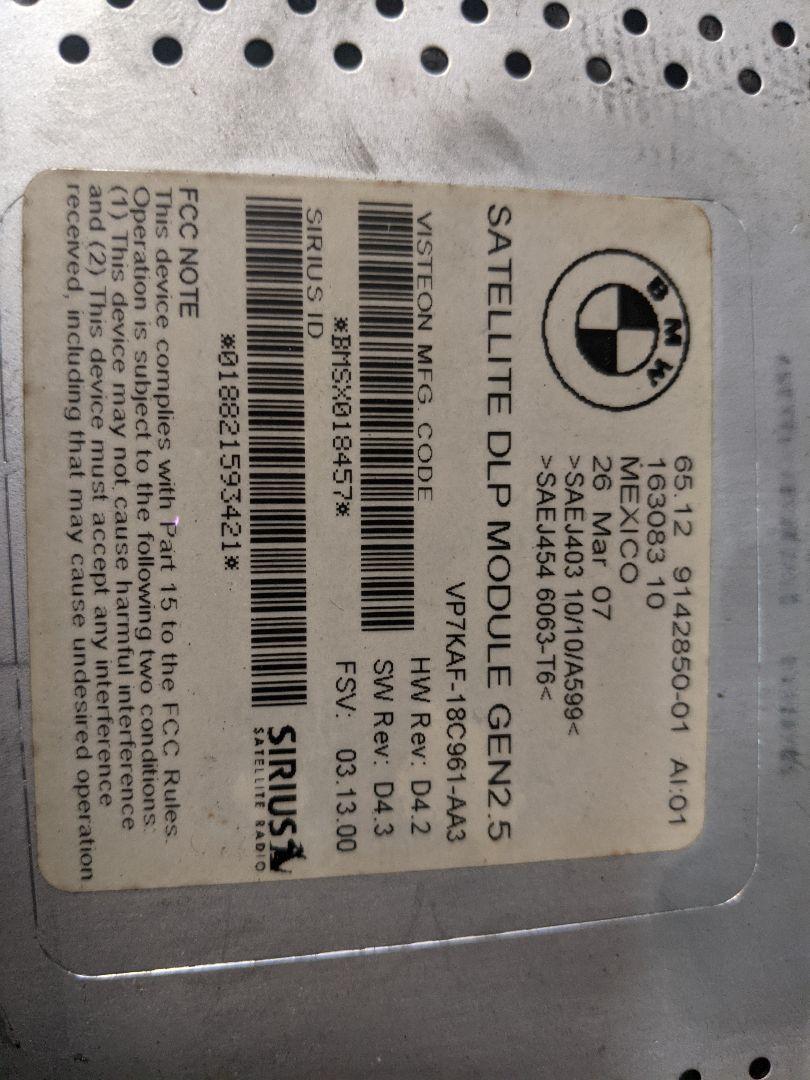 BMW
65.12 9142850-01 AI:01
163083 10
MEXICO
26 Mar 07
>SAEJ403 10/10/A599<
>SAEJ454 6063-T6<
SATELLITE DLP MODULE GEN2.5
VP7KAF-18C961-AA3
VISTEON MFG. CODE
HW Rev: D4.2
*BMSX018457*
SW Rev: D4.3
FSV: 03.13.00
SIRIUS ID
SIRIUS
SATELLITE RADIO
*018821593421*
FCC NOTE
This device complies with Part 15 to the FCC Rules.
Operation is subject to the following two conditions:
(1) This device may not cause harmful interference
and (2) This device must accept any interference
received, including that may cause undesired operation